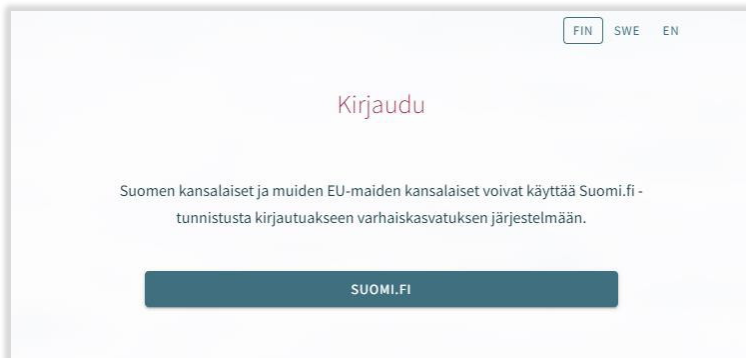 FIN SWE EN
Kirjaudu
Suomen kansalaiset ja muiden EU-maiden kansalaiset voivat käyttää Suomi.fi -
tunnistusta kirjautuakseen varhaiskasvatuksen järjestelmään.
SUOMI.FI